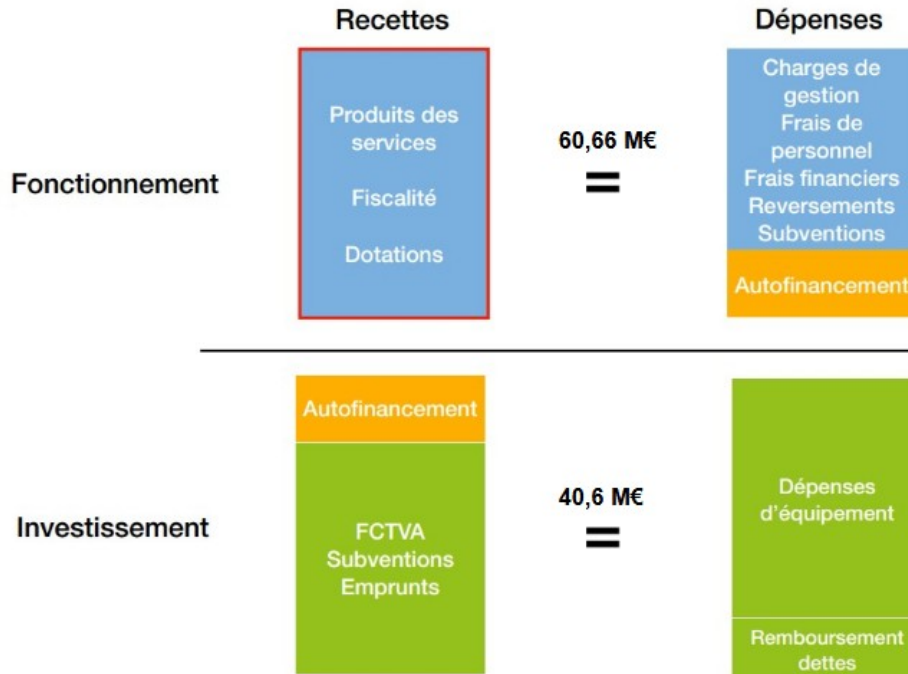 Recettes
Dépenses
Fonctionnement
Produits des
services
Fiscalité
Dotations
60,66 M€
=
Charges de
gestion
Frais de
personnel
Frais financiers
Reversements
Subventions
Autofinancement
Investissement
Autofinancement
FCTVA
Subventions
Emprunts
40,6 M€
=
Dépenses
d'équipement
Remboursement
dettes